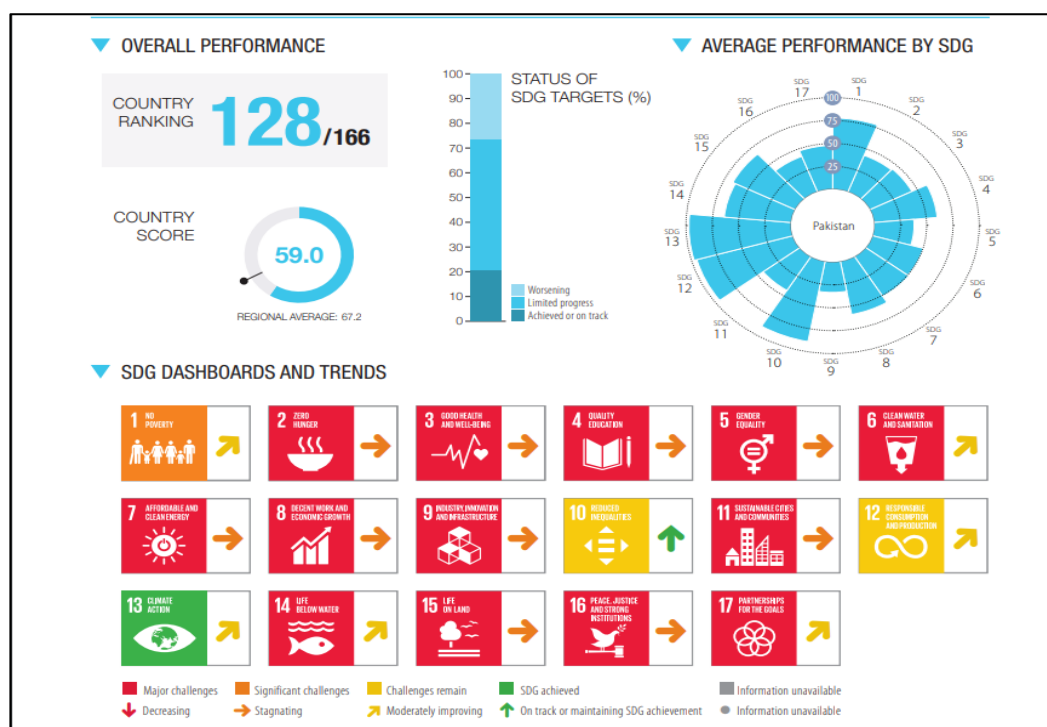 OVERALL PERFORMANCE
COUNTRY
RANKING
128/166
COUNTRY
SCORE
59.0
REGIONAL AVERAGE: 67.2
STATUS OF
SDG TARGETS (%)
100
90
80
70
60
50
40
30
20
10
0
Worsening
Limited progress
Achieved or on track
AVERAGE PERFORMANCE BY SDG
SDG 1
SDG 2
SDG 3
SDG 4
SDG 5
SDG 6
SDG 7
SDG 8
SDG 9
SDG 10
SDG 11
SDG 12
SDG 13
SDG 14
SDG 15
SDG 16
SDG 17
100
75
50
25
Pakistan
SDG DASHBOARDS AND TRENDS
1 NO
POVERTY
2 ZERO
HUNGER
3 GOOD HEALTH
AND WELL-BEING
4 QUALITY
EDUCATION
5 GENDER
EQUALITY
6 CLEAN WATER
AND SANITATION
7 AFFORDABLE AND
CLEAN ENERGY
8 DECENT WORK AND
ECONOMIC GROWTH
9 INDUSTRY, INNOVATION
AND INFRASTRUCTURE
10 REDUCED
INEQUALITIES
11 SUSTAINABLE CITIES
AND COMMUNITIES
12 RESPONSIBLE
CONSUMPTION
AND PRODUCTION
13 CLIMATE
ACTION
14 LIFE
BELOW WATER
15 LIFE
ON LAND
16 PEACE, JUSTICE
AND STRONG
INSTITUTIONS
17 PARTNERSHIPS
FOR THE GOALS
Major challenges
Significant challenges
Challenges remain
SDG achieved
Information unavailable
Decreasing
Stagnating
Moderately improving
On track or maintaining SDG achievement
Information unavailable